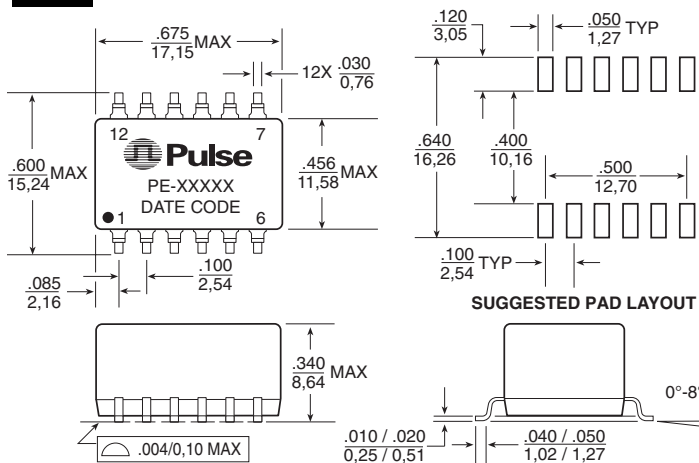 .675
17,15 MAX
12X .030
0,76
12 7
Pulse
PE-XXXXX
DATE CODE
1 6
.600
15,24 MAX
.456
11,58 MAX
.085
2,16
.100
2,54
.120
3,05
.050
1,27 TYP
.640
16,26
.400
10,16
.500
12,70
.100
2,54 TYP
SUGGESTED PAD LAYOUT
.340
8,64 MAX
.004/0,10 MAX
0°-8°
.010 / .020
0,25 / 0,51
.040 / .050
1,02 / 1,27